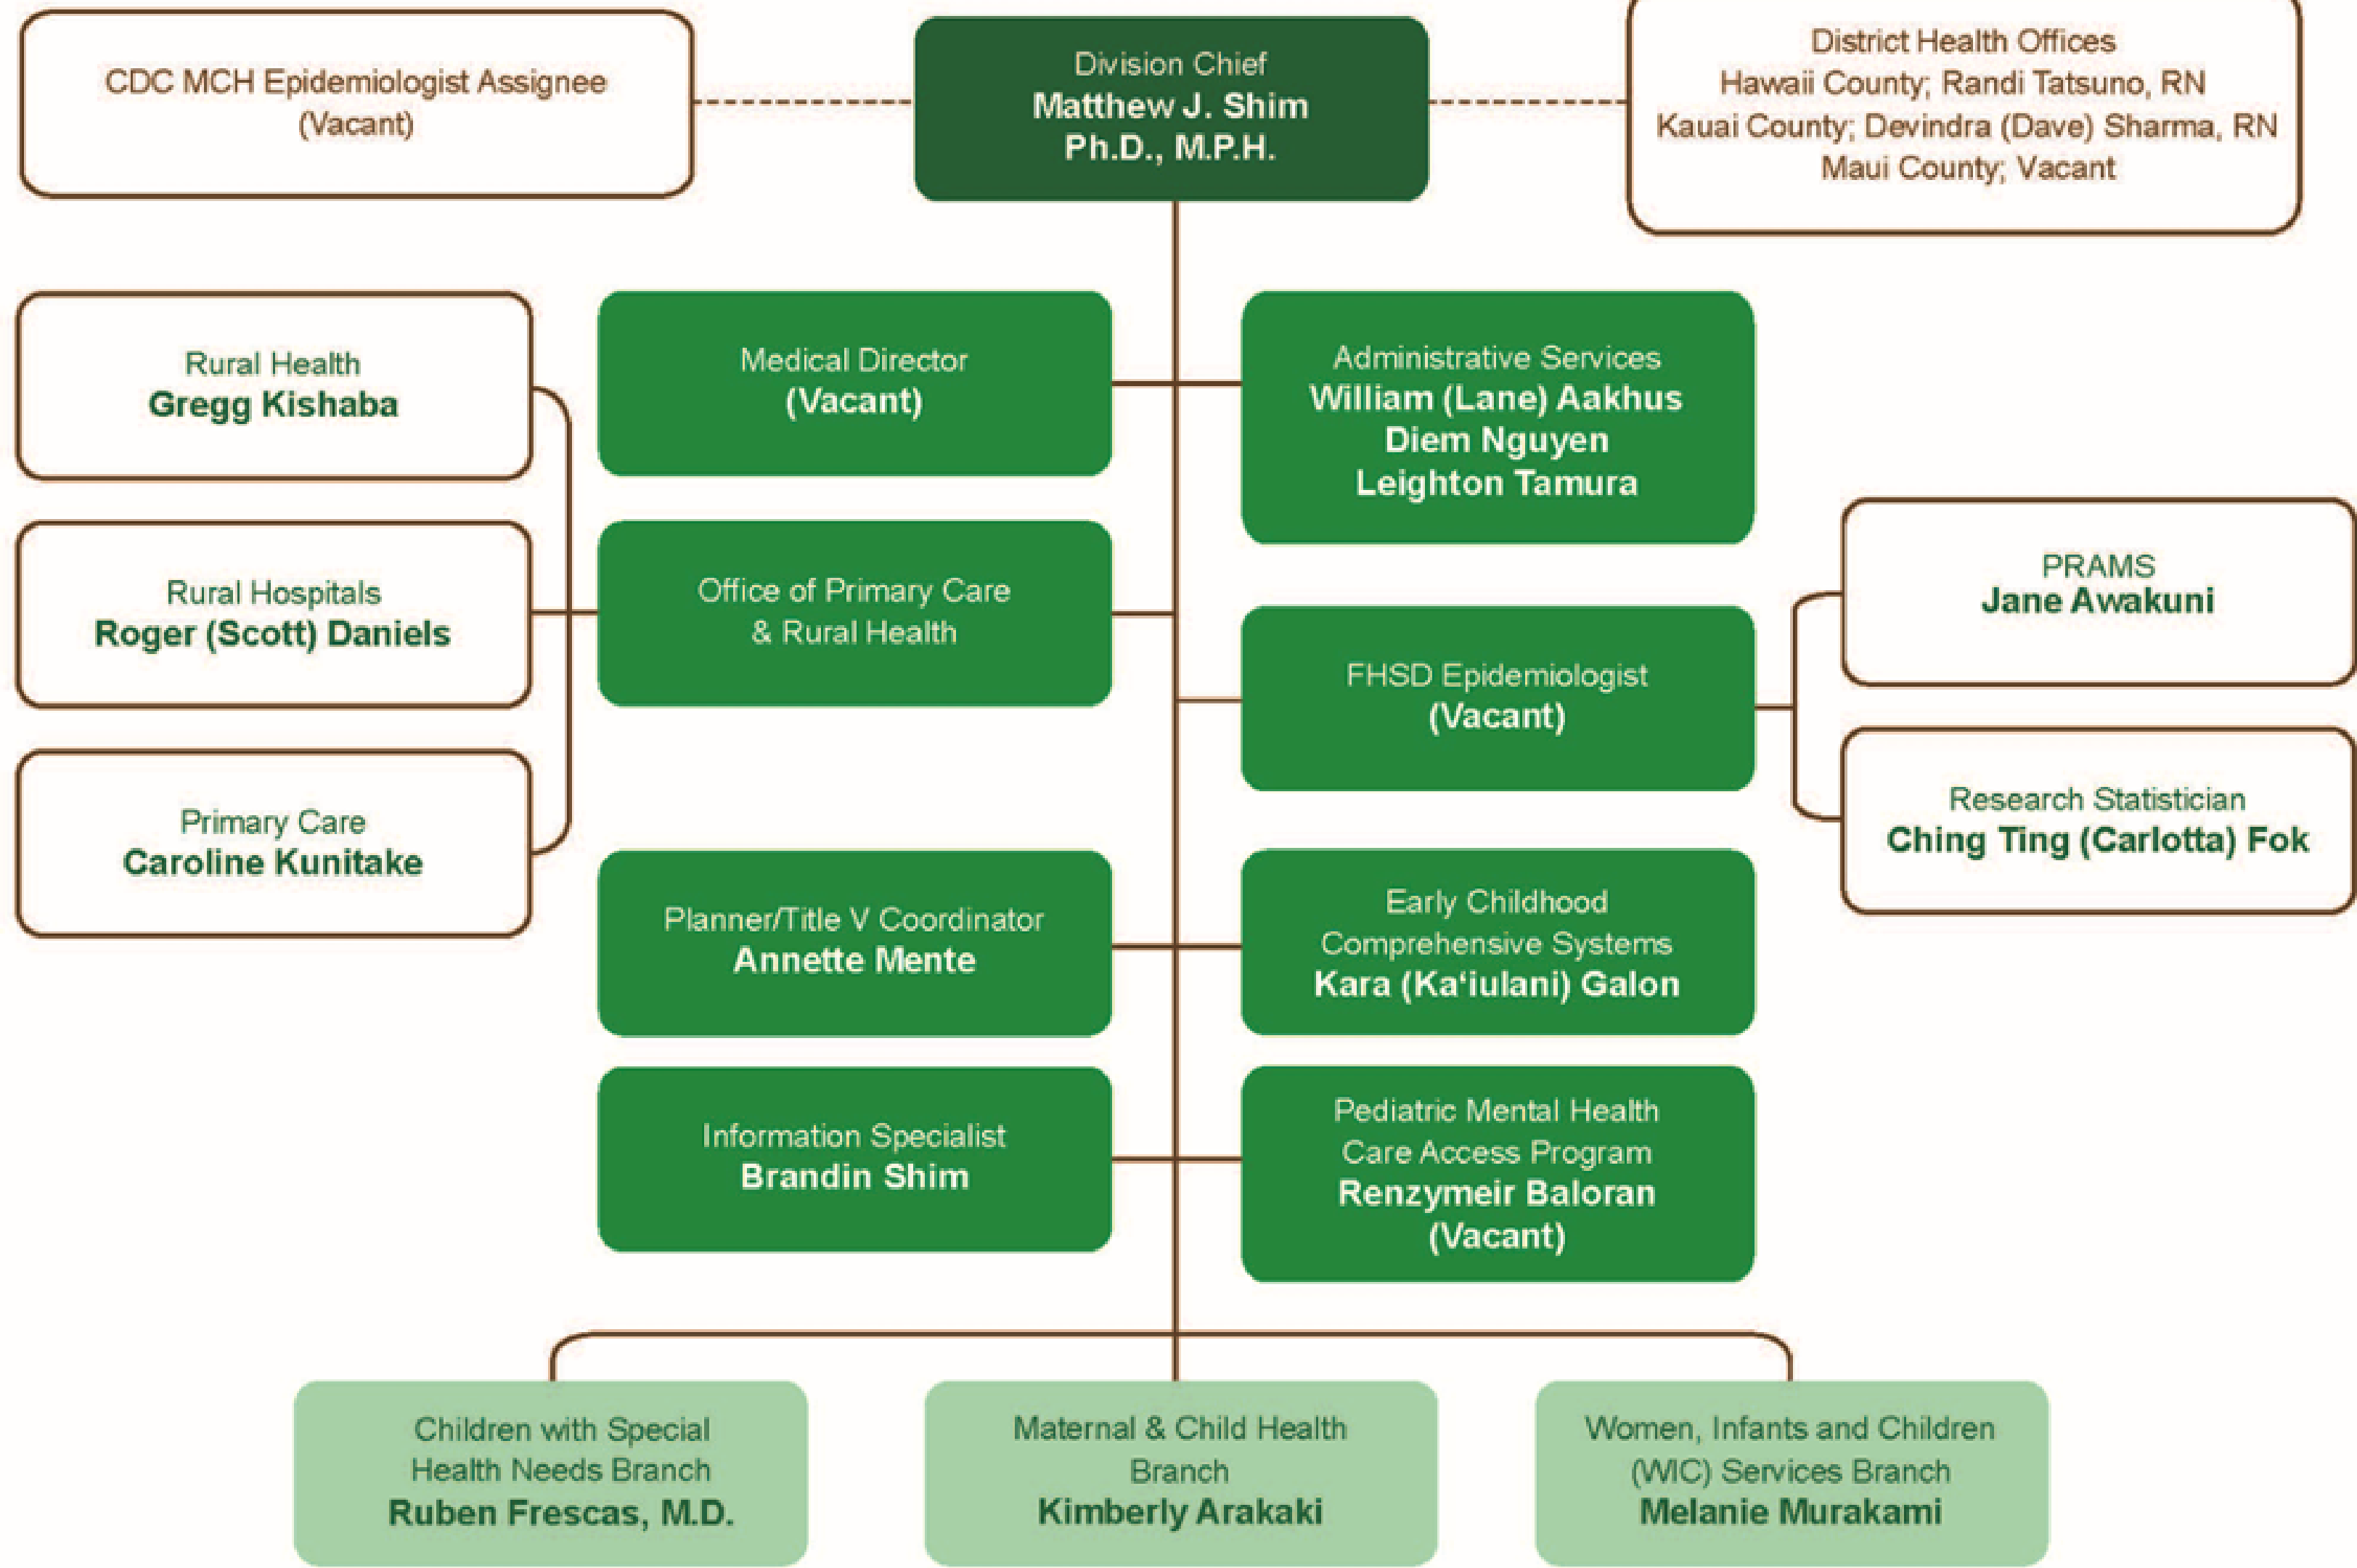 CDC MCH Epidemiologist Assignee
(Vacant)
Division Chief
Matthew J. Shim
Ph.D., M.P.H.
District Health Offices
Hawaii County; Randi Tatsuno, RN
Kauai County; Devindra (Dave) Sharma, RN
Maui County; Vacant
Rural Health
Gregg Kishaba
Medical Director
(Vacant)
Administrative Services
William (Lane) Aakhus
Diem Nguyen
Leighton Tamura
Rural Hospitals
Roger (Scott) Daniels
Office of Primary Care
& Rural Health
PRAMS
Jane Awakuni
FHSD Epidemiologist
(Vacant)
Research Statistician
Ching Ting (Carlotta) Fok
Primary Care
Caroline Kunitake
Planner/Title V Coordinator
Annette Mente
Early Childhood
Comprehensive Systems
Kara (Ka‘iulani) Galon
Information Specialist
Brandin Shim
Pediatric Mental Health
Care Access Program
Renzymeir Baloran
(Vacant)
Children with Special
Health Needs Branch
Ruben Frescas, M.D.
Maternal & Child Health
Branch
Kimberly Arakaki
Women, Infants and Children
(WIC) Services Branch
Melanie Murakami